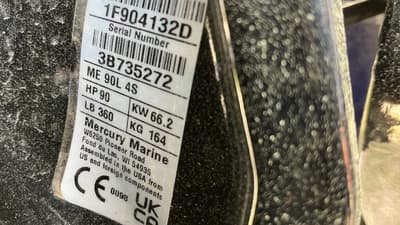 1F904132D
Serial Number
3B735272
ME 90L 4S
HP 90 KW 66.2
LB 360 KG 164
Mercury Marine
W6250 Pioneer Road
Fond du Lac, WI 54935
Assembled in the USA from
US and foreign components
CE 0098 UK
CA